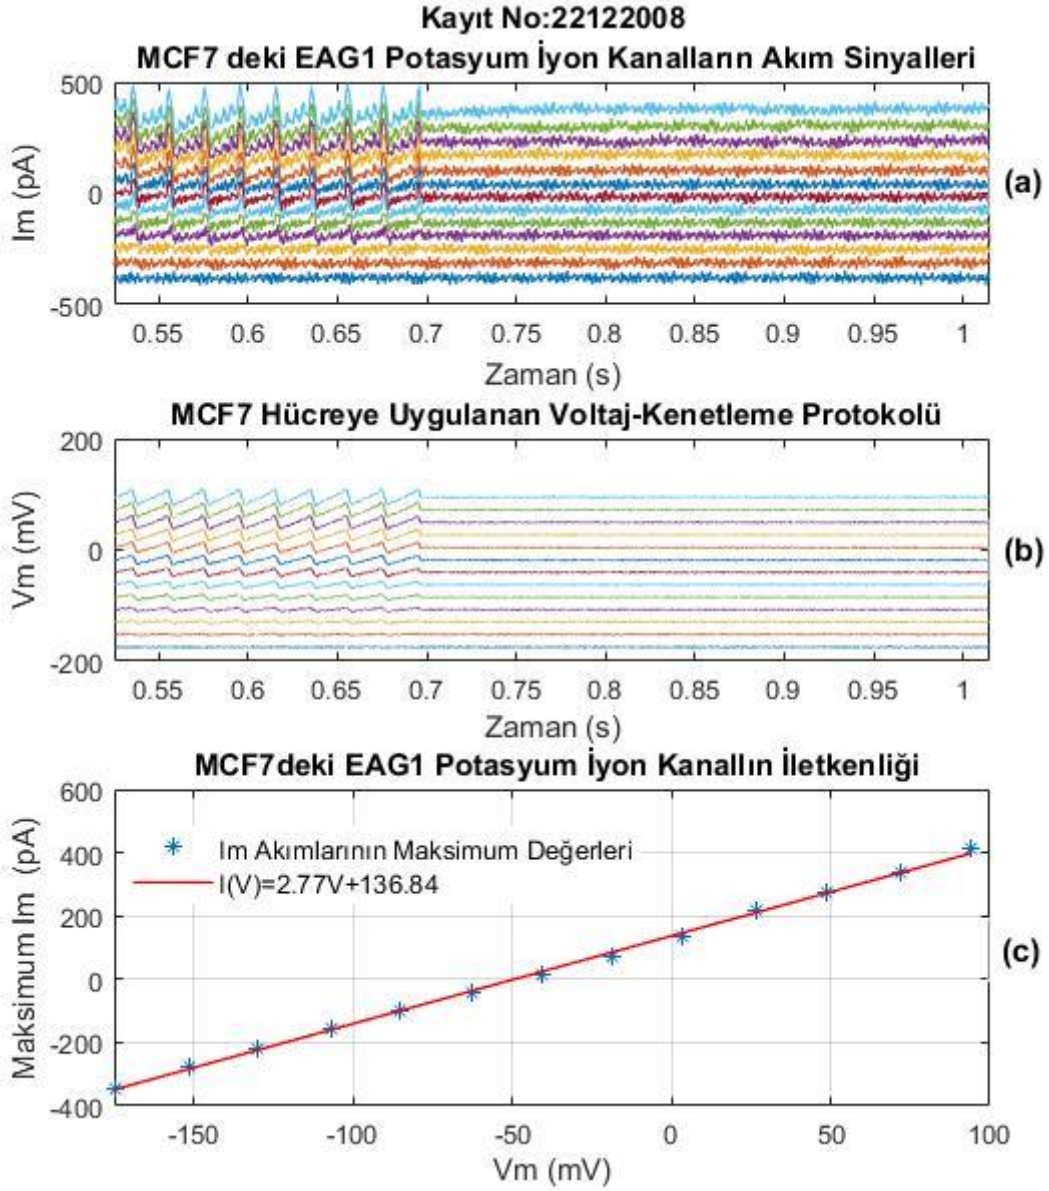 Kayıt No:22122008
MCF7 deki EAG1 Potasyum İyon Kanalların Akım Sinyalleri
500
0
-500
Im (pA)
(a)
0.55 0.6 0.65 0.7 0.75 0.8 0.85 0.9 0.95 1
Zaman (s)
MCF7 Hücreye Uygulanan Voltaj-Kenetleme Protokolü
200
0
-200
Vm (mV)
(b)
0.55 0.6 0.65 0.7 0.75 0.8 0.85 0.9 0.95 1
Zaman (s)
MCF7deki EAG1 Potasyum İyon Kanallın İletkenliği
600
400
200
0
-200
-400
Maksimum Im (pA)
Im Akımlarının Maksimum Değerleri
I(V)=2.77V+136.84
(c)
-150 -100 -50 0 50 100
Vm (mV)